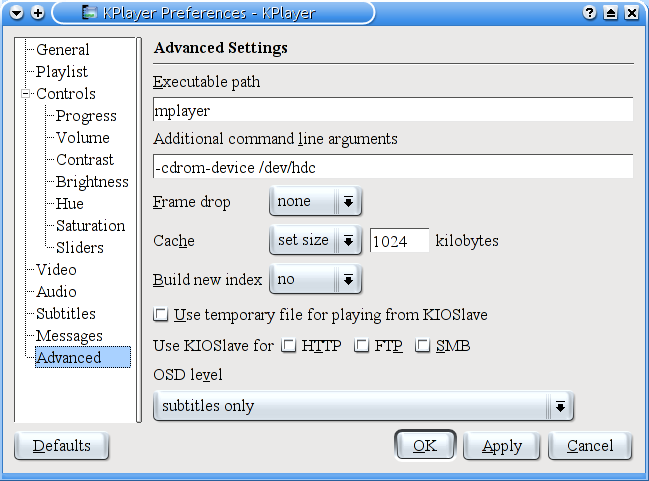 KPlayer Preferences - KPlayer
General
Playlist
Controls
Progress
Volume
Contrast
Brightness
Hue
Saturation
Sliders
Video
Audio
Subtitles
Messages
Advanced
Advanced Settings
Executable path
mplayer
Additional command line arguments
-cdrom-device /dev/hdc
Frame drop none
Cache set size 1024 kilobytes
Build new index no
Use temporary file for playing from KIOSlave
Use KIOSlave for HTTP FTP SMB
OSD level
subtitles only
Defaults OK Apply Cancel